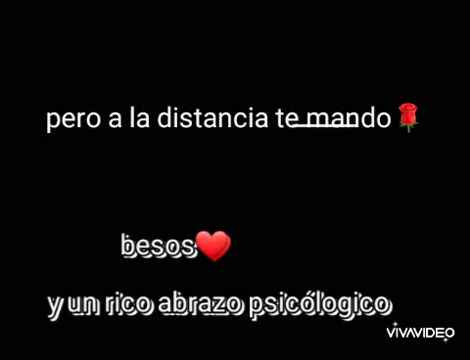 pero a la distancia te mando🌹
besos❤️
y un rico abrazo psicólogico
VIVAVIDEO